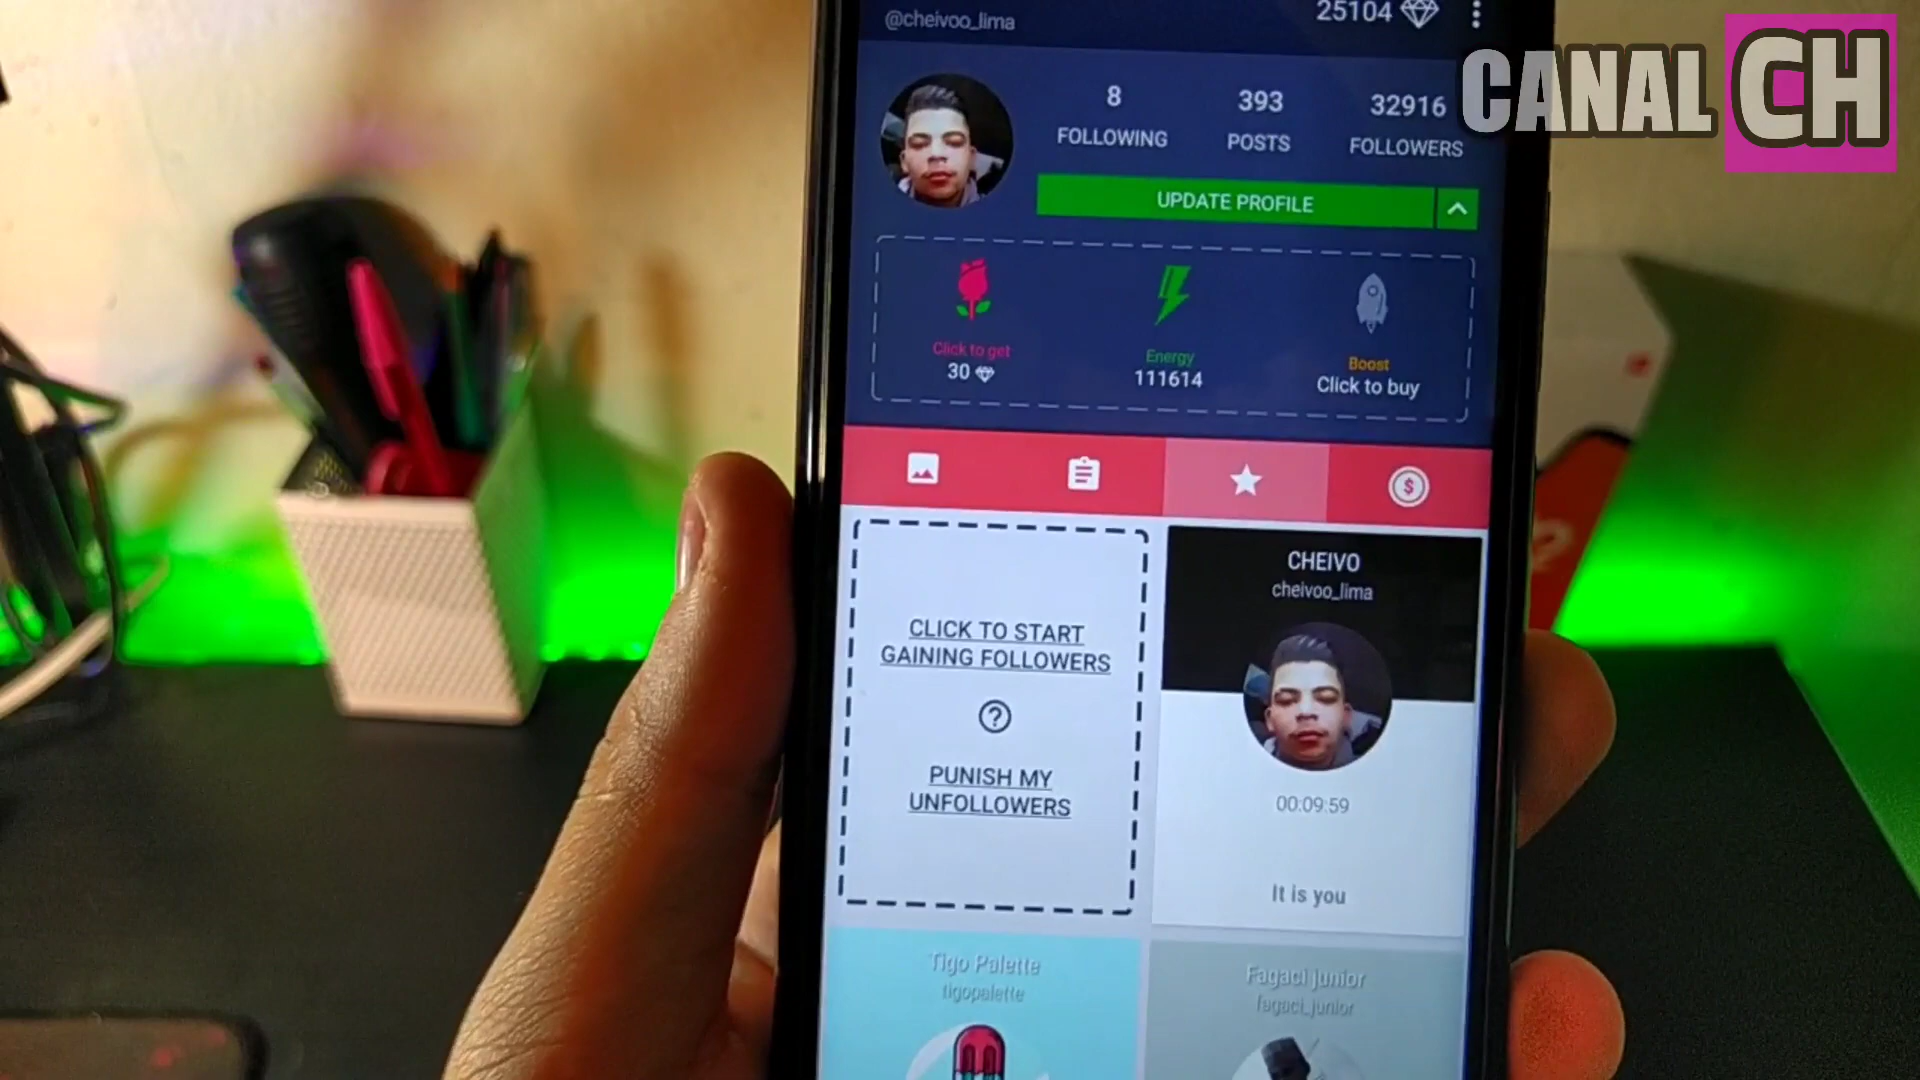 @cheivoo_lima
25104
CANAL CH
8
393
32916
FOLLOWING
POSTS
FOLLOWERS
UPDATE PROFILE
Click to get
30
Energy
111614
Boost
Click to buy
CLICK TO START
GAINING FOLLOWERS
PUNISH MY
UNFOLLOWERS
CHEIVO
cheivoo_lima
00:09:59
It is you
Tigo Palette
tigopalette
Fagaci Junior
fagaci_junior